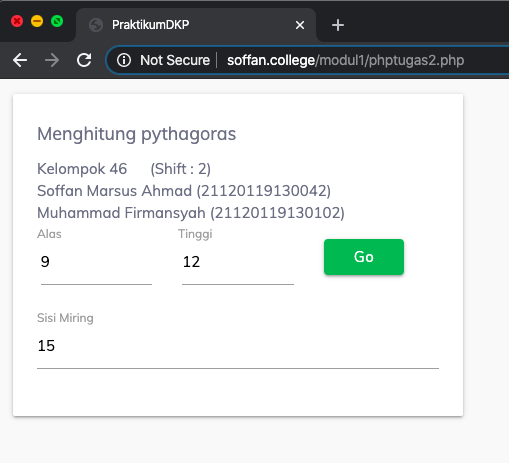 PraktikumDKP
Not Secure | soffan.college/modul1/phptugas2.php
Menghitung pythagoras
Kelompok 46 (Shift : 2)
Soffan Marsus Ahmad (21120119130042)
Muhammad Firmansyah (21120119130102)
Alas Tinggi
9 12 Go
Sisi Miring
15